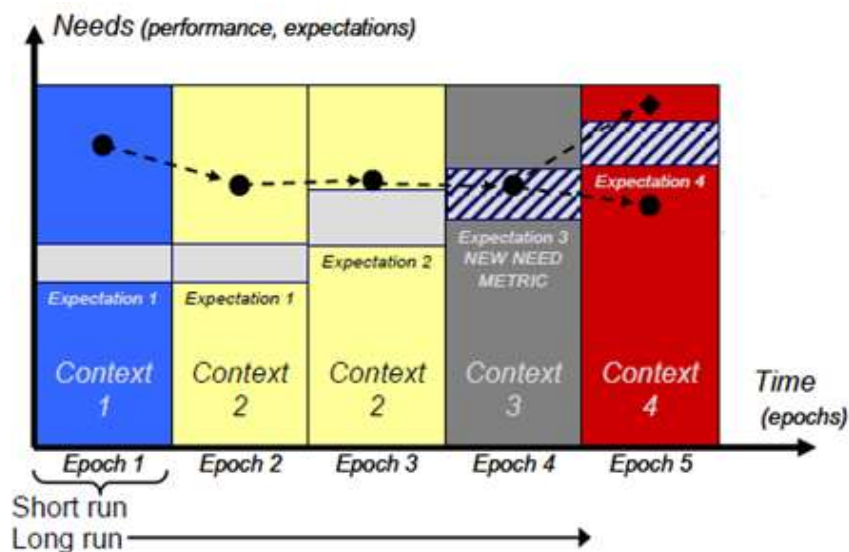 Needs (performance, expectations)
Expectation 1
Expectation 1
Expectation 2
Expectation 3
NEW NEED
METRIC
Expectation 4
Context
1
Context
2
Context
2
Context
3
Context
4
Time
(epochs)
Epoch 1
Epoch 2
Epoch 3
Epoch 4
Epoch 5
Short run
Long run